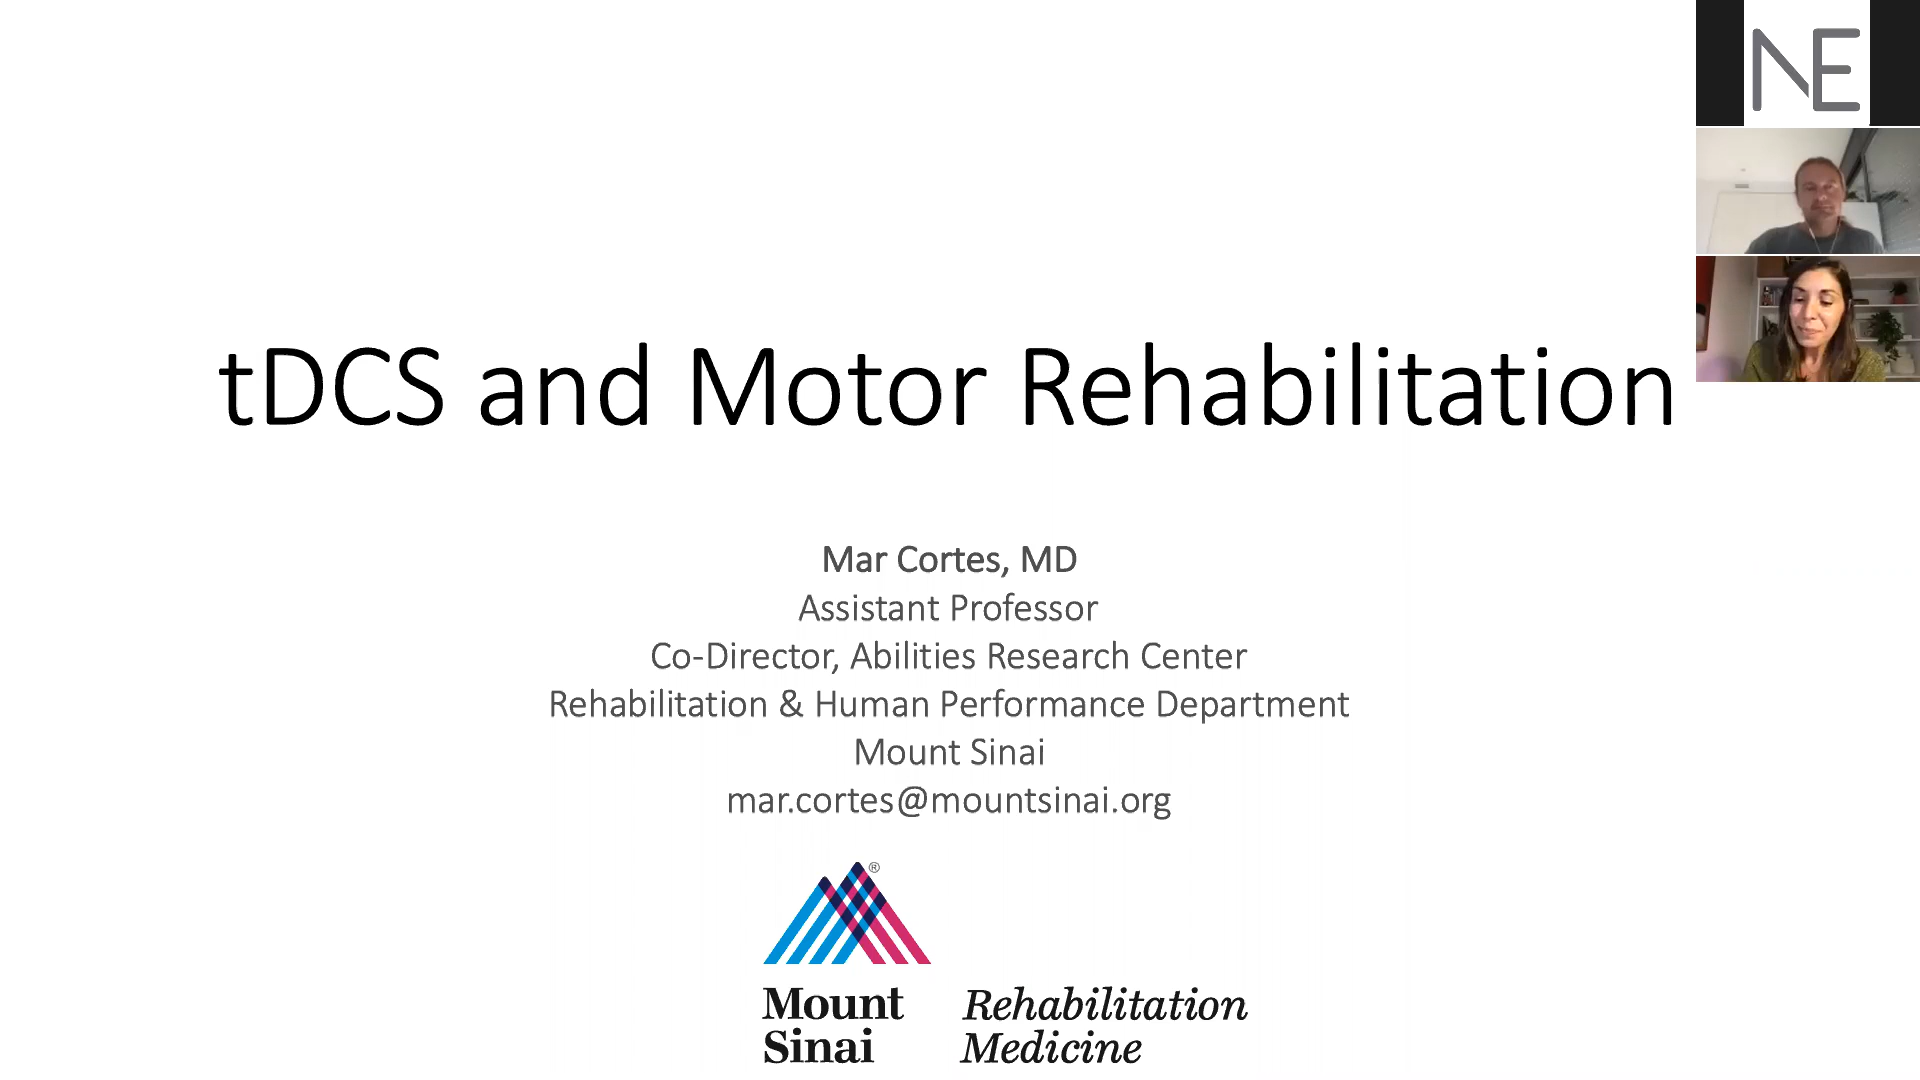 NE
tDCS and Motor Rehabilitation
Mar Cortes, MD
Assistant Professor
Co-Director, Abilities Research Center
Rehabilitation & Human Performance Department
Mount Sinai
mar.cortes@mountsinai.org
®
Mount
Sinai
Rehabilitation
Medicine